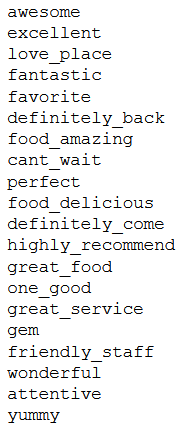 awesome
excellent
love_place
fantastic
favorite
definitely_back
food_amazing
cant_wait
perfect
food_delicious
definitely_come
highly_recommend
great_food
one_good
great_service
gem
friendly_staff
wonderful
attentive
yummy